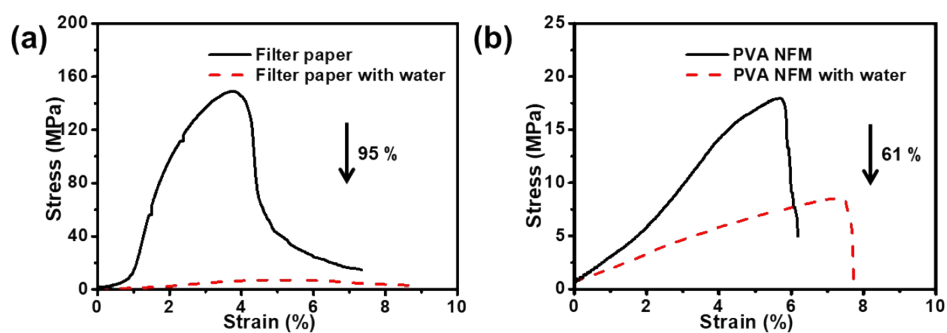 (a)
Stress (MPa)
200
160
120
80
40
0
Filter paper
Filter paper with water
95 %
0 2 4 6 8 10
Strain (%)
(b)
Stress (MPa)
25
20
15
10
5
0
PVA NFM
PVA NFM with water
61 %
0 2 4 6 8 10
Strain (%)